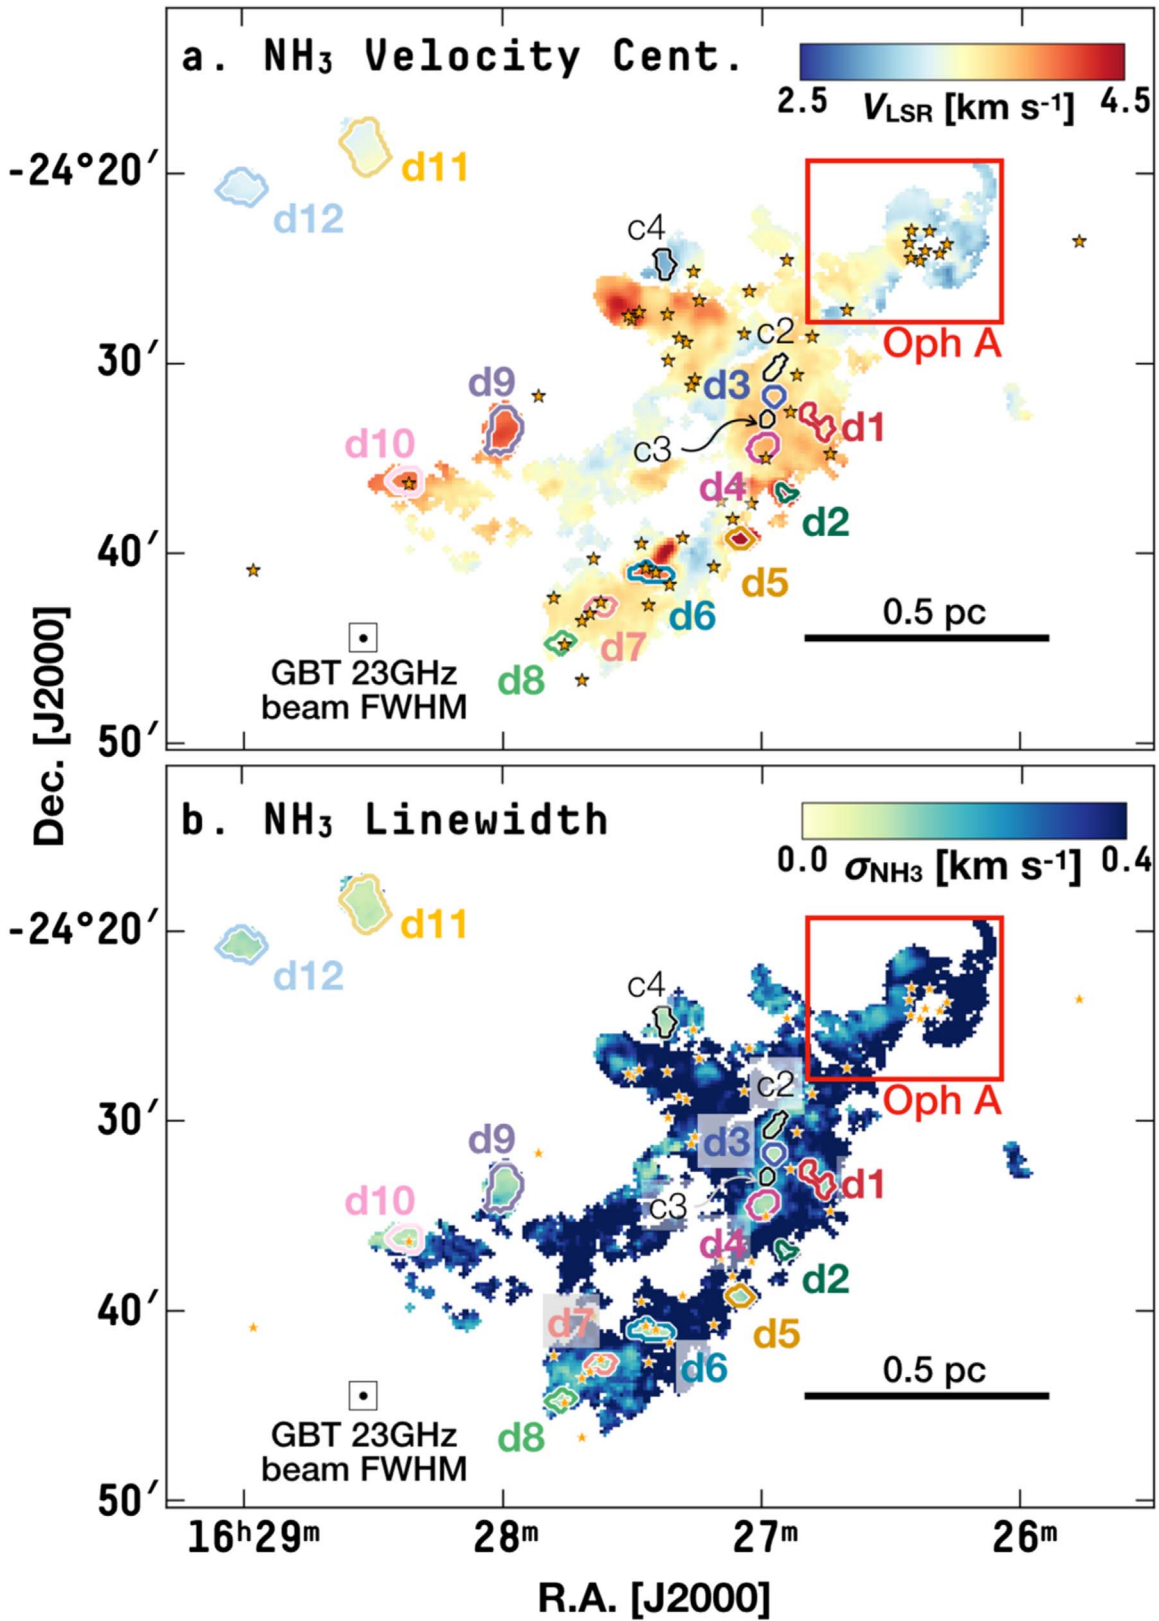 a. NH₃ Velocity Cent.
2.5 V_LSR [km s⁻¹] 4.5
-24°20′
30′
40′
50′
d11
d12
c4
Oph A
c2
d3
d9
d1
d10
c3
d4
d2
d5
d6
d7
d8
0.5 pc
GBT 23GHz
beam FWHM
Dec. [J2000]
b. NH₃ Linewidth
0.0 σ_NH₃ [km s⁻¹] 0.4
-24°20′
30′
40′
50′
d11
d12
c4
Oph A
c2
d3
d9
d1
d10
c3
d4
d2
d7
d5
d6
d8
0.5 pc
GBT 23GHz
beam FWHM
16ʰ29ᵐ 28ᵐ 27ᵐ 26ᵐ
R.A. [J2000]